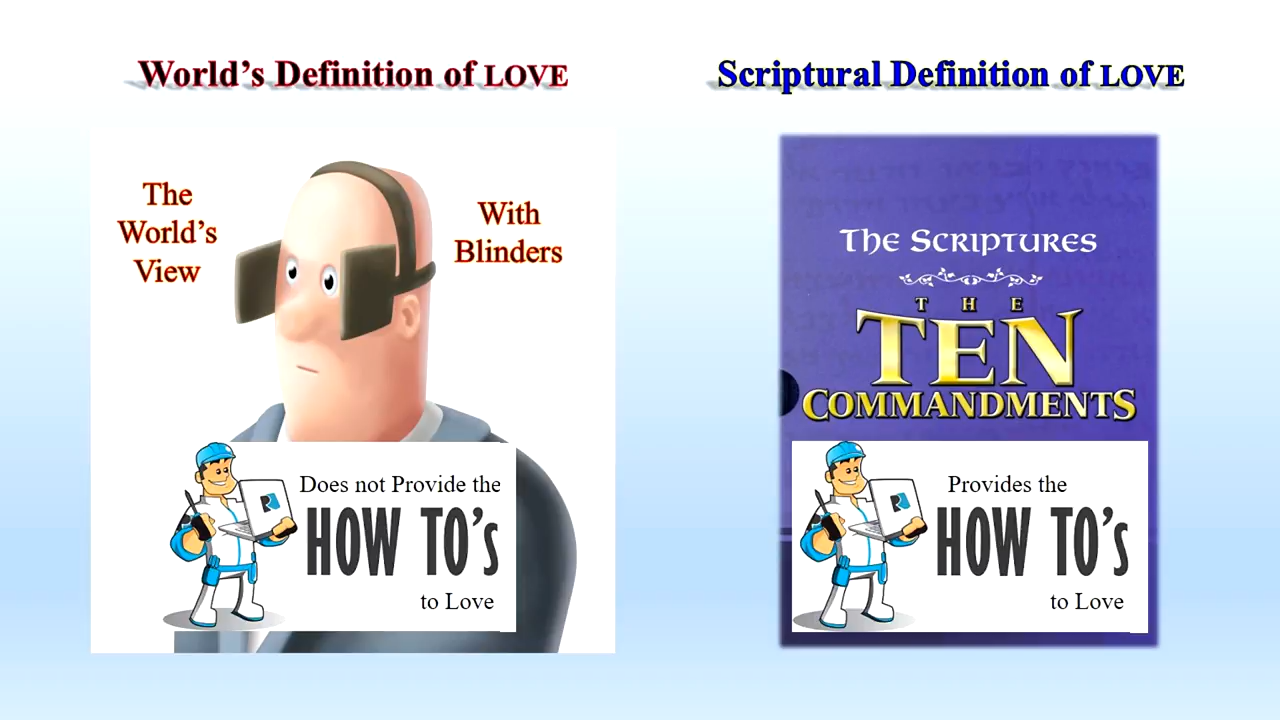 World's Definition of LOVE
The
World's
View
With
Blinders
Does not Provide the
HOW TO's
to Love
Scriptural Definition of LOVE
The Scriptures
THE
TEN
COMMANDMENTS
Provides the
HOW TO's
to Love